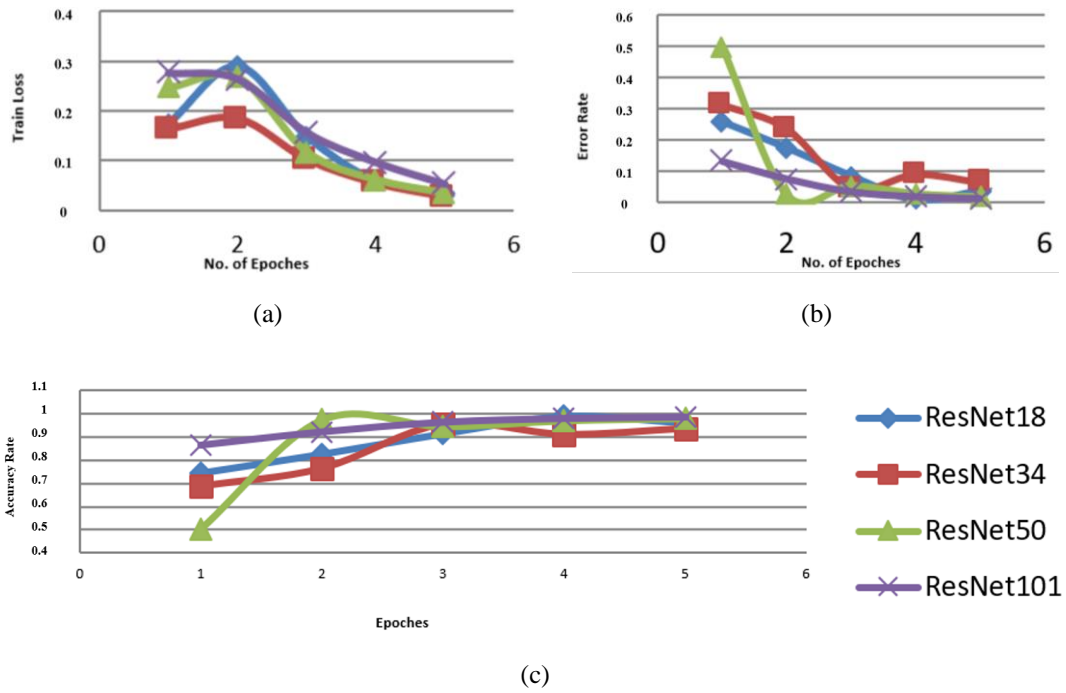 0.4
0.3
0.2
0.1
0
Train Loss
0 2 4 6
No. of Epoches
(a)
0.6
0.5
0.4
0.3
0.2
0.1
0
Error Rate
0 2 4 6
No. of Epoches
(b)
1.1
1
0.9
0.8
0.7
0.6
0.5
0.4
Accuracy Rate
0 1 2 3 4 5 6
Epoches
ResNet18
ResNet34
ResNet50
ResNet101
(c)